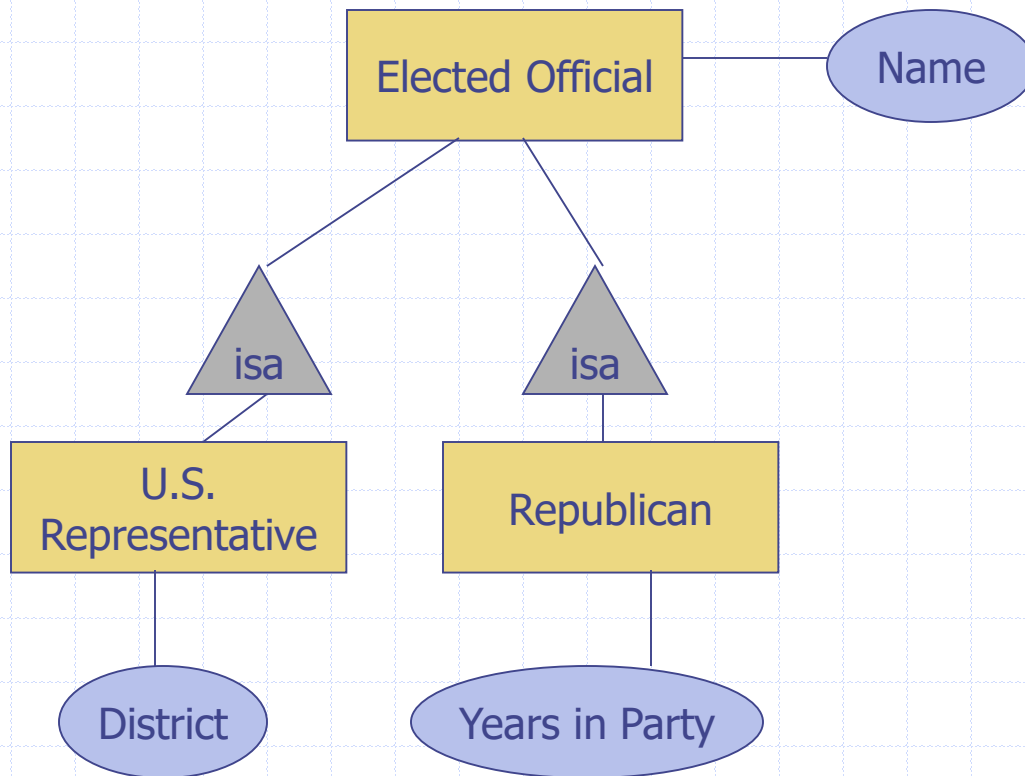 Elected Official
Name
isa
isa
U.S.
Representative
Republican
District
Years in Party